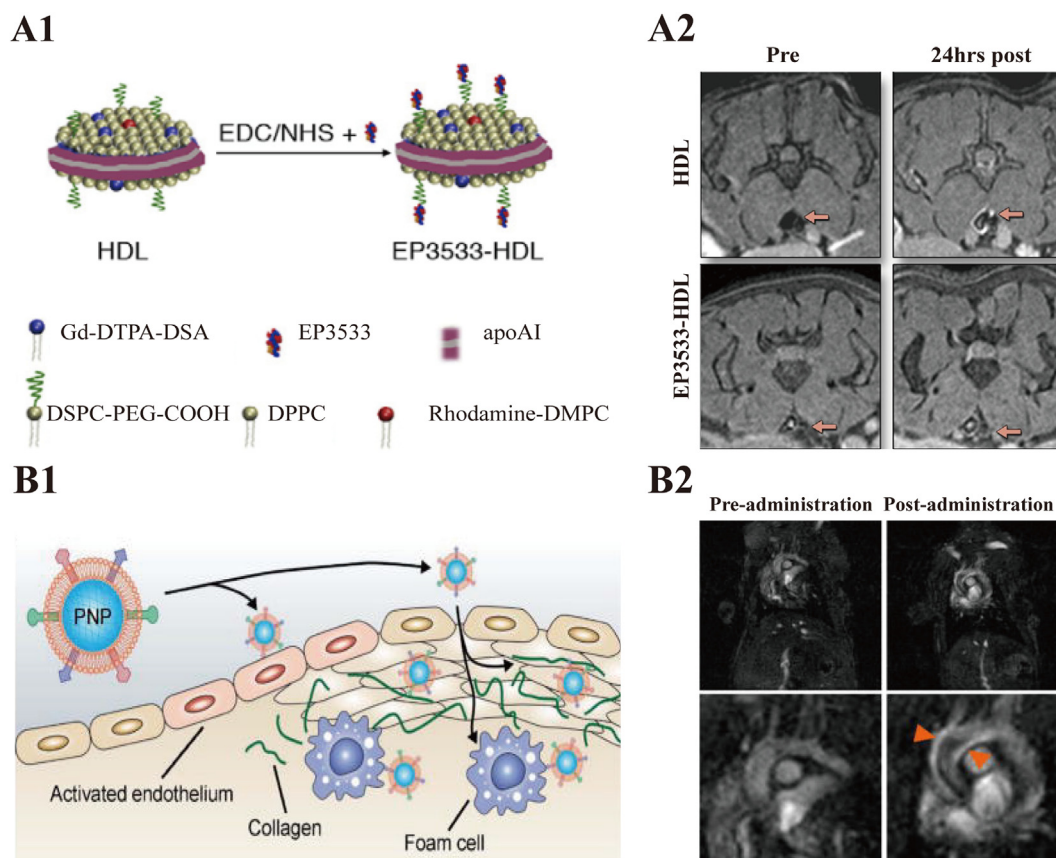 A1
EDC/NHS +
HDL
EP3533-HDL
Gd-DTPA-DSA
EP3533
apoAI
DSPC-PEG-COOH
DPPC
Rhodamine-DMPC
A2
Pre
24hrs post
HDL
EP3533-HDL
B1
PNP
Activated endothelium
Collagen
Foam cell
B2
Pre-administration
Post-administration